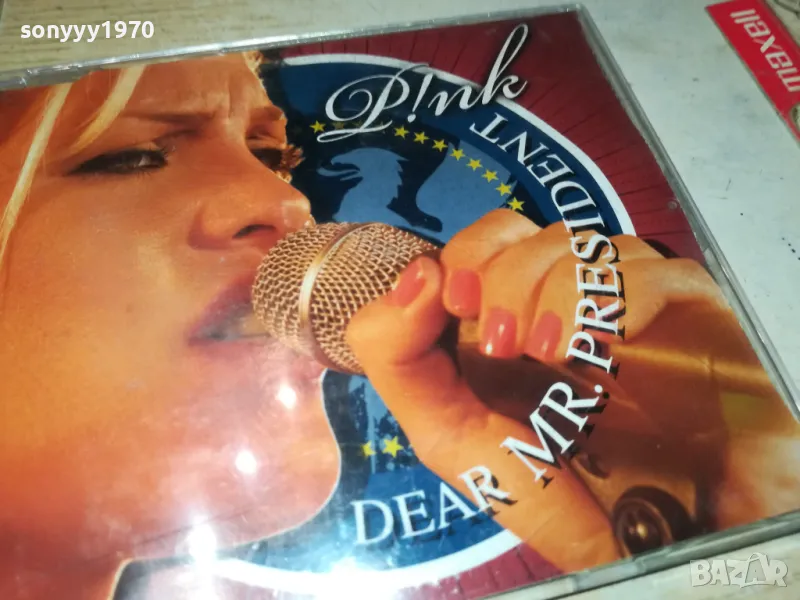 sonyyy1970
maxell
P!nk
DEAR MR. PRESIDENT
BAZAR